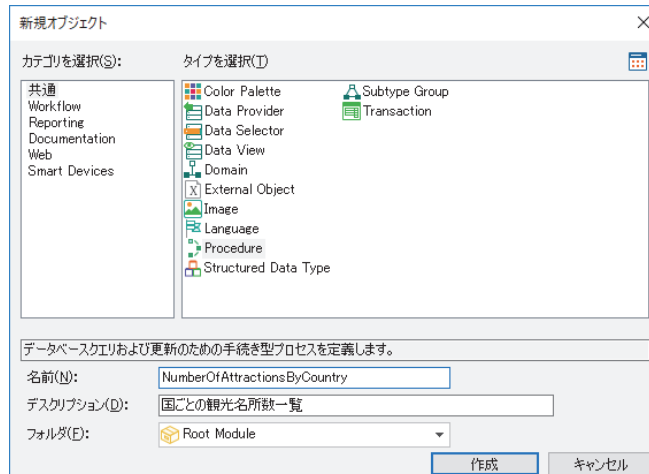 新規オブジェクト
カテゴリを選択(S):
タイプを選択(T)
共通
Workflow
Reporting
Documentation
Web
Smart Devices
Color Palette
Data Provider
Data Selector
Data View
Domain
External Object
Image
Language
Procedure
Structured Data Type
Subtype Group
Transaction
データベースクエリおよび更新のための手続き型プロセスを定義します。
名前(N):
NumberOfAttractionsByCountry
デスクリプション(D):
国ごとの観光名所数一覧
フォルダ(F):
Root Module
作成
キャンセル